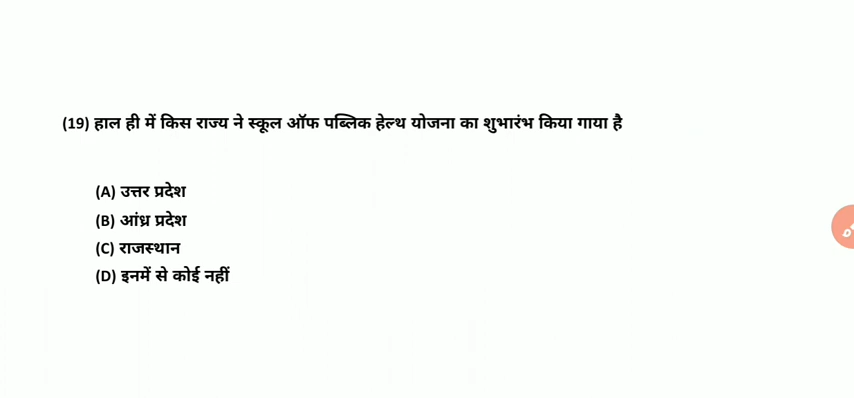 (19) हाल ही में किस राज्य ने स्कूल ऑफ पब्लिक हेल्थ योजना का शुभारंभ किया गाया है
(A) उत्तर प्रदेश
(B) आंध्र प्रदेश
(C) राजस्थान
(D) इनमें से कोई नहीं